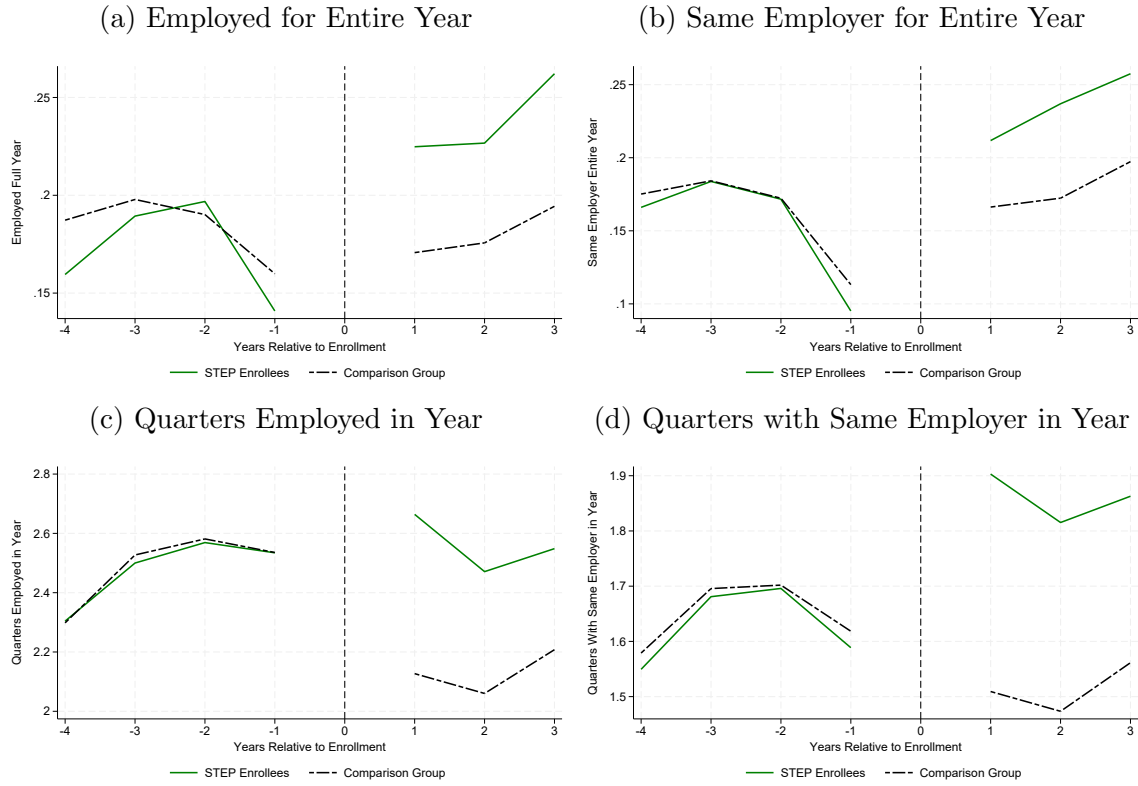 (a) Employed for Entire Year
Employed Full Year
.25
.2
.15
-4 -3 -2 -1 0 1 2 3
Years Relative to Enrollment
STEP Enrollees Comparison Group
(b) Same Employer for Entire Year
Same Employer Entire Year
.25
.2
.15
.1
-4 -3 -2 -1 0 1 2 3
Years Relative to Enrollment
STEP Enrollees Comparison Group
(c) Quarters Employed in Year
Quarters Employed in Year
2.8
2.6
2.4
2.2
2
-4 -3 -2 -1 0 1 2 3
Years Relative to Enrollment
STEP Enrollees Comparison Group
(d) Quarters with Same Employer in Year
Quarters With Same Employer in Year
1.9
1.8
1.7
1.6
1.5
-4 -3 -2 -1 0 1 2 3
Years Relative to Enrollment
STEP Enrollees Comparison Group